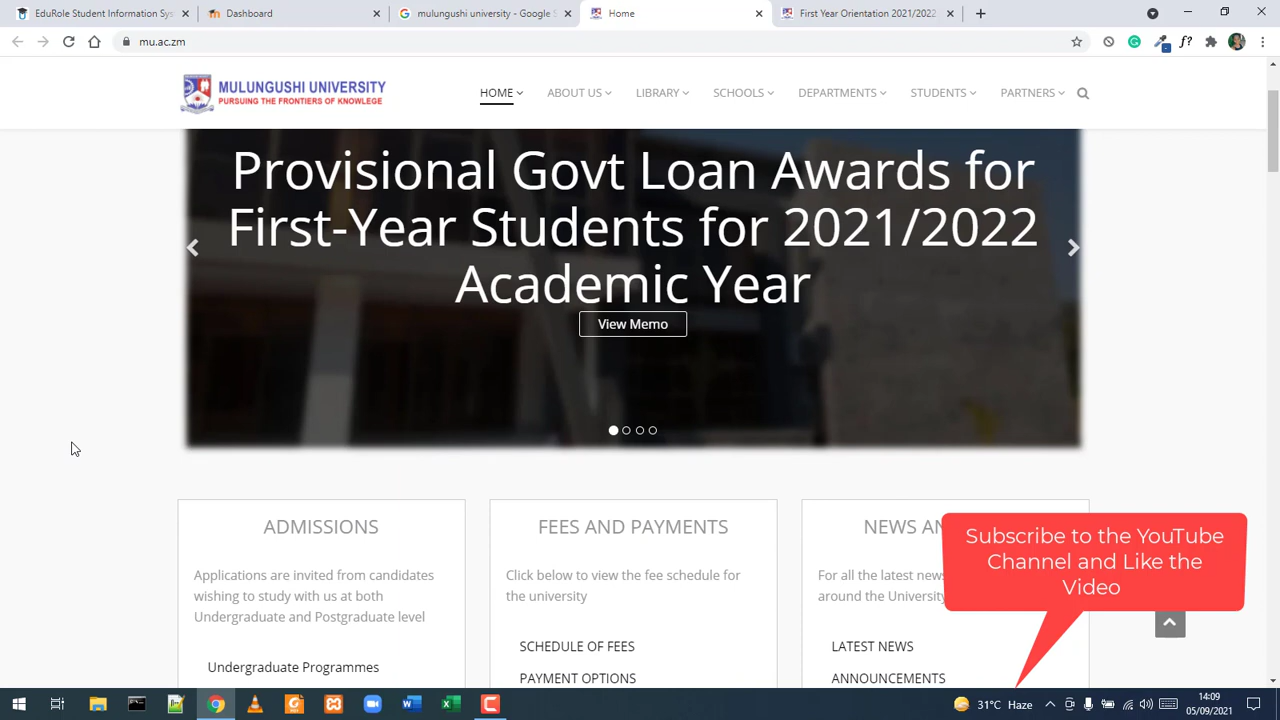 EduRole Student Information Sys
Dashboard
mulungushi university - Google S
Home
First Year Orientation 2021/2022
mu.ac.zm
MULUNGUSHI UNIVERSITY
PURSUING THE FRONTIERS OF KNOWLEGE
HOME
ABOUT US
LIBRARY
SCHOOLS
DEPARTMENTS
STUDENTS
PARTNERS
Provisional Govt Loan Awards for
First-Year Students for 2021/2022
Academic Year
View Memo
ADMISSIONS
Applications are invited from candidates
wishing to study with us at both
Undergraduate and Postgraduate level
Undergraduate Programmes
FEES AND PAYMENTS
Click below to view the fee schedule for
the university
SCHEDULE OF FEES
PAYMENT OPTIONS
NEWS
For all the latest
around the
LATEST NEWS
ANNOUNCEMENTS
Subscribe to the YouTube
Channel and Like the
Video
31°C Haze
14:09
05/09/2021